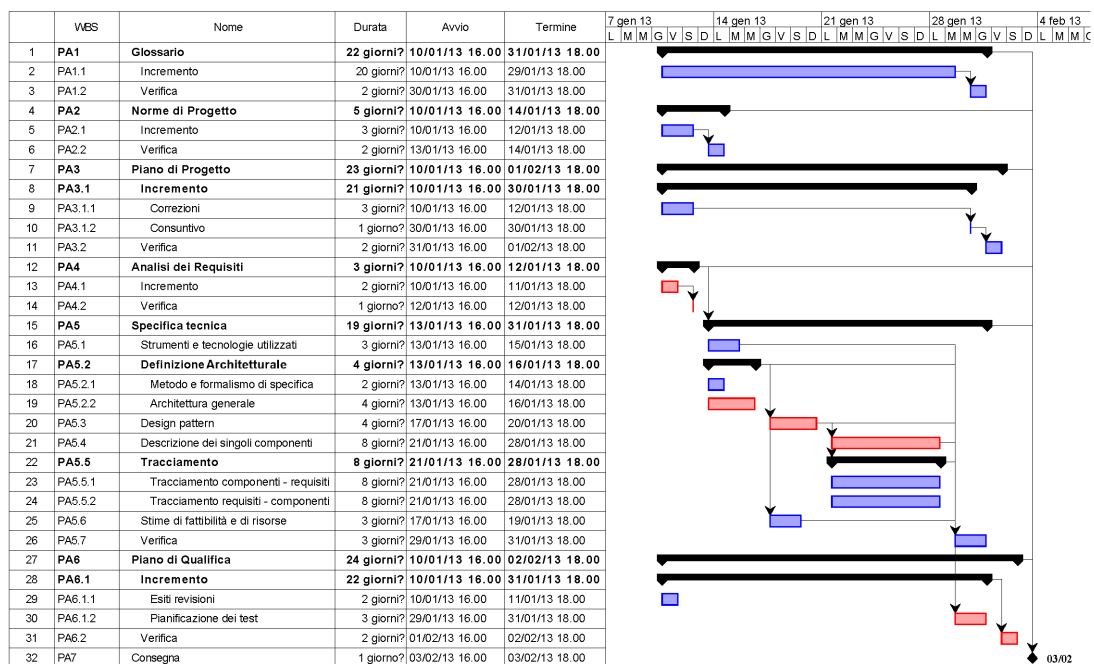 WBS Nome Durata Avvio Termine
7 gen 13 14 gen 13 21 gen 13 28 gen 13 4 feb 13
L M M G V S D L M M G V S D L M M G V S D L M M G V S D L M M G
1 PA1 Glossario 22 giorni? 10/01/13 16.00 31/01/13 18.00
2 PA1.1 Incremento 20 giorni? 10/01/13 16.00 29/01/13 18.00
3 PA1.2 Verifica 2 giorni? 30/01/13 16.00 31/01/13 18.00
4 PA2 Norme di Progetto 5 giorni? 10/01/13 16.00 14/01/13 18.00
5 PA2.1 Incremento 3 giorni? 10/01/13 16.00 12/01/13 18.00
6 PA2.2 Verifica 2 giorni? 13/01/13 16.00 14/01/13 18.00
7 PA3 Piano di Progetto 23 giorni? 10/01/13 16.00 01/02/13 18.00
8 PA3.1 Incremento 21 giorni? 10/01/13 16.00 30/01/13 18.00
9 PA3.1.1 Correzioni 3 giorni? 10/01/13 16.00 12/01/13 18.00
10 PA3.1.2 Consuntivo 1 giorno? 30/01/13 16.00 30/01/13 18.00
11 PA3.2 Verifica 2 giorni? 31/01/13 16.00 01/02/13 18.00
12 PA4 Analisi dei Requisiti 3 giorni? 10/01/13 16.00 12/01/13 18.00
13 PA4.1 Incremento 2 giorni? 10/01/13 16.00 11/01/13 18.00
14 PA4.2 Verifica 1 giorno? 12/01/13 16.00 12/01/13 18.00
15 PA5 Specifica tecnica 19 giorni? 13/01/13 16.00 31/01/13 18.00
16 PA5.1 Strumenti e tecnologie utilizzati 3 giorni? 13/01/13 16.00 15/01/13 18.00
17 PA5.2 Definizione Architetturale 4 giorni? 13/01/13 16.00 16/01/13 18.00
18 PA5.2.1 Metodo e formalismo di specifica 2 giorni? 13/01/13 16.00 14/01/13 18.00
19 PA5.2.2 Architettura generale 4 giorni? 13/01/13 16.00 16/01/13 18.00
20 PA5.3 Design pattern 4 giorni? 17/01/13 16.00 20/01/13 18.00
21 PA5.4 Descrizione dei singoli componenti 8 giorni? 21/01/13 16.00 28/01/13 18.00
22 PA5.5 Tracciamento 8 giorni? 21/01/13 16.00 28/01/13 18.00
23 PA5.5.1 Tracciamento componenti - requisiti 8 giorni? 21/01/13 16.00 28/01/13 18.00
24 PA5.5.2 Tracciamento requisiti - componenti 8 giorni? 21/01/13 16.00 28/01/13 18.00
25 PA5.6 Stime di fattibilità e di risorse 3 giorni? 17/01/13 16.00 19/01/13 18.00
26 PA5.7 Verifica 3 giorni? 29/01/13 16.00 31/01/13 18.00
27 PA6 Piano di Qualifica 24 giorni? 10/01/13 16.00 02/02/13 18.00
28 PA6.1 Incremento 22 giorni? 10/01/13 16.00 31/01/13 18.00
29 PA6.1.1 Esiti revisioni 2 giorni? 10/01/13 16.00 11/01/13 18.00
30 PA6.1.2 Pianificazione dei test 3 giorni? 29/01/13 16.00 31/01/13 18.00
31 PA6.2 Verifica 2 giorni? 01/02/13 16.00 02/02/13 18.00
32 PA7 Consegna 1 giorno? 03/02/13 16.00 03/02/13 18.00 03/02